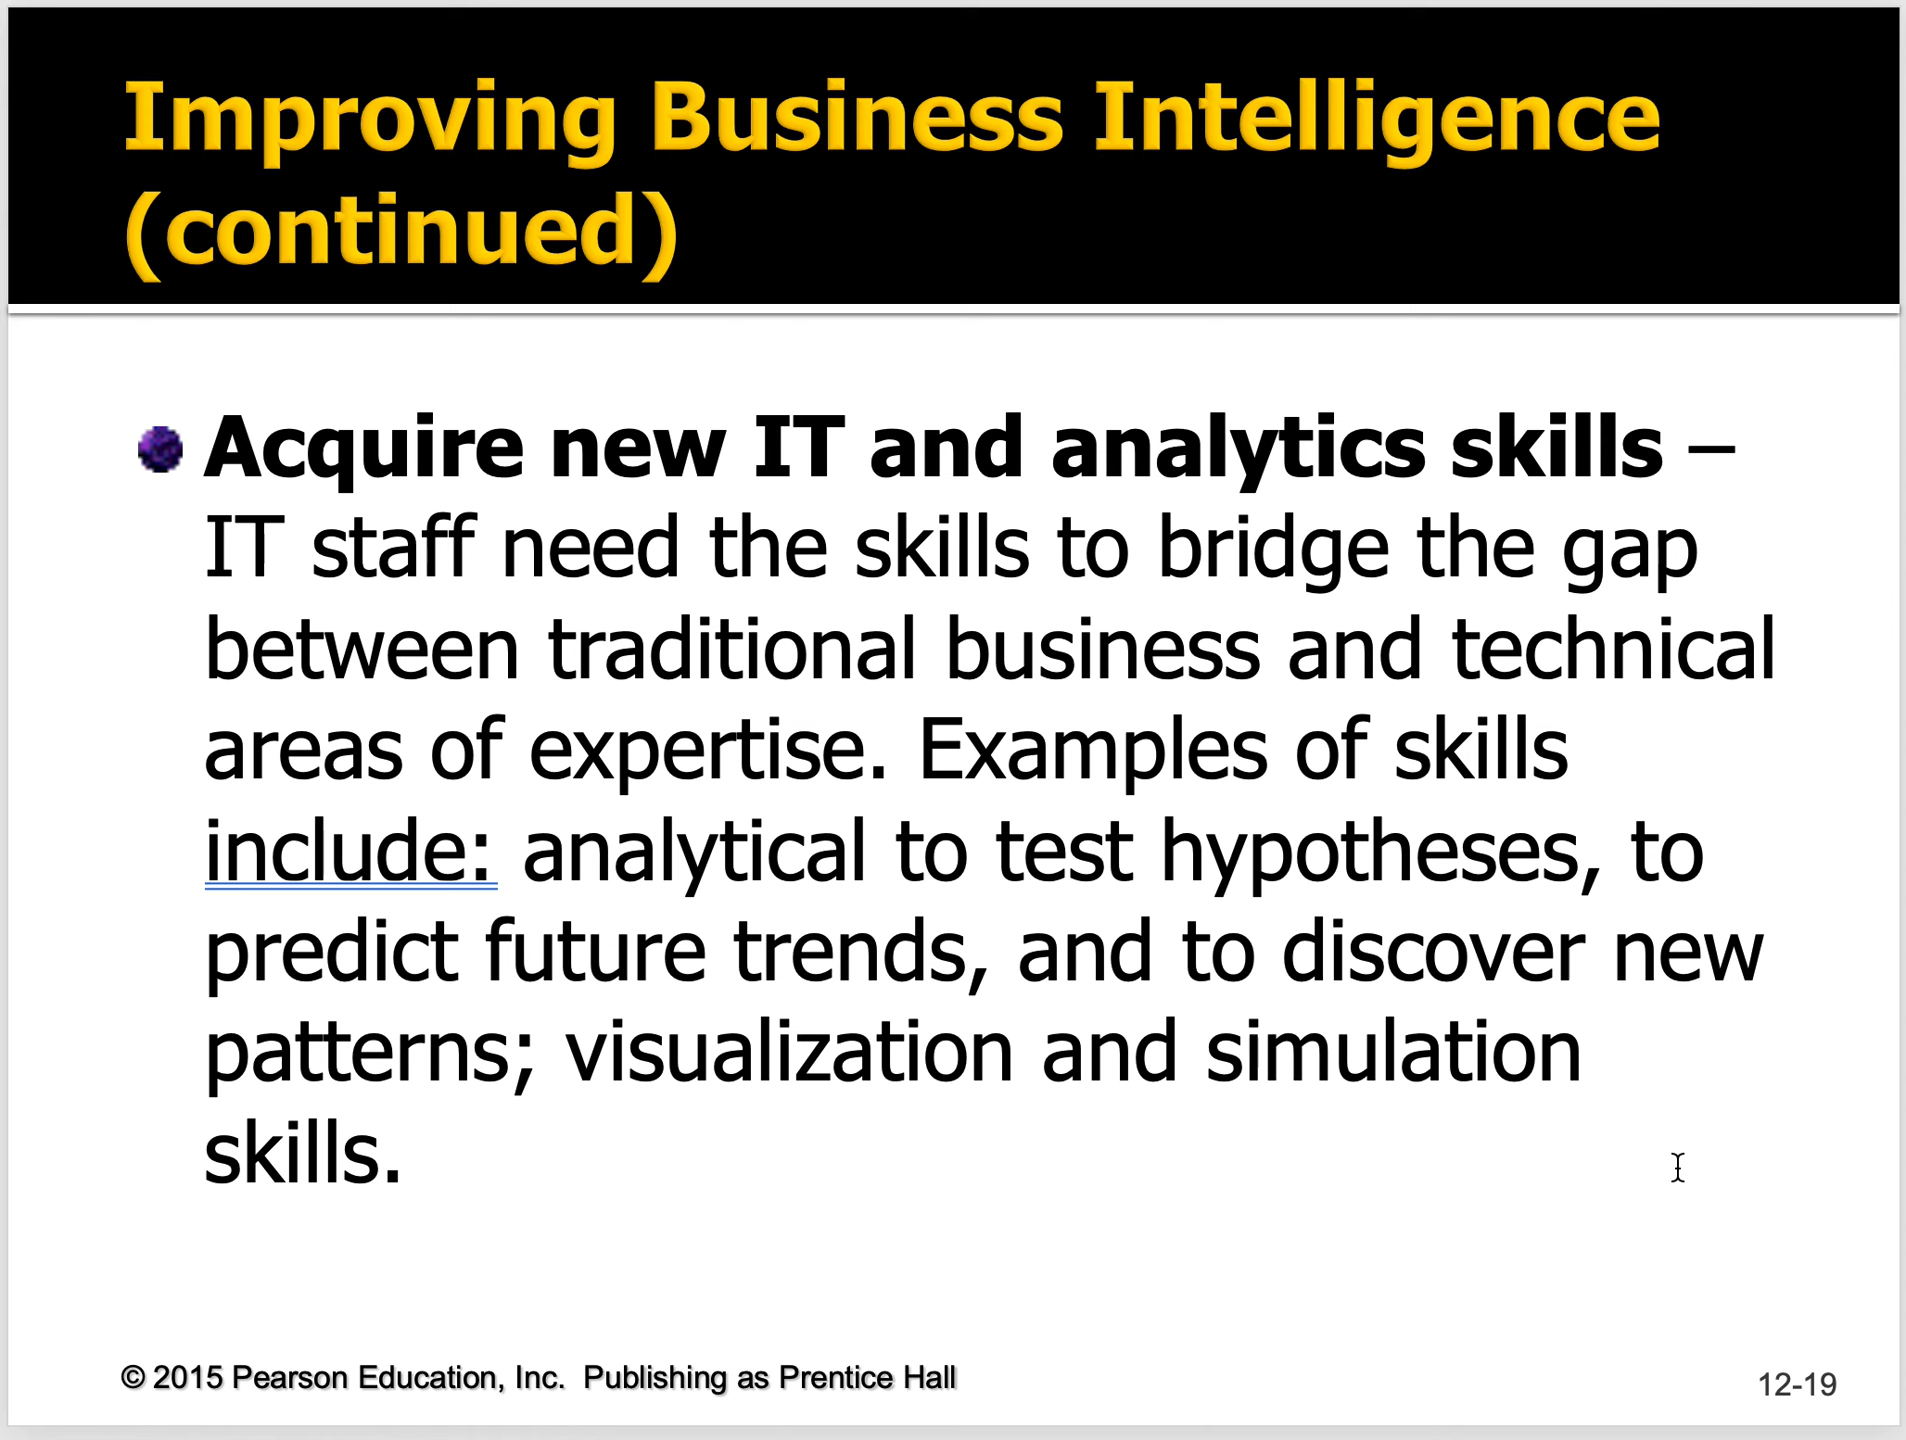 Improving Business Intelligence
(continued)
Acquire new IT and analytics skills –
IT staff need the skills to bridge the gap
between traditional business and technical
areas of expertise. Examples of skills
include: analytical to test hypotheses, to
predict future trends, and to discover new
patterns; visualization and simulation
skills.
© 2015 Pearson Education, Inc.  Publishing as Prentice Hall
12-19